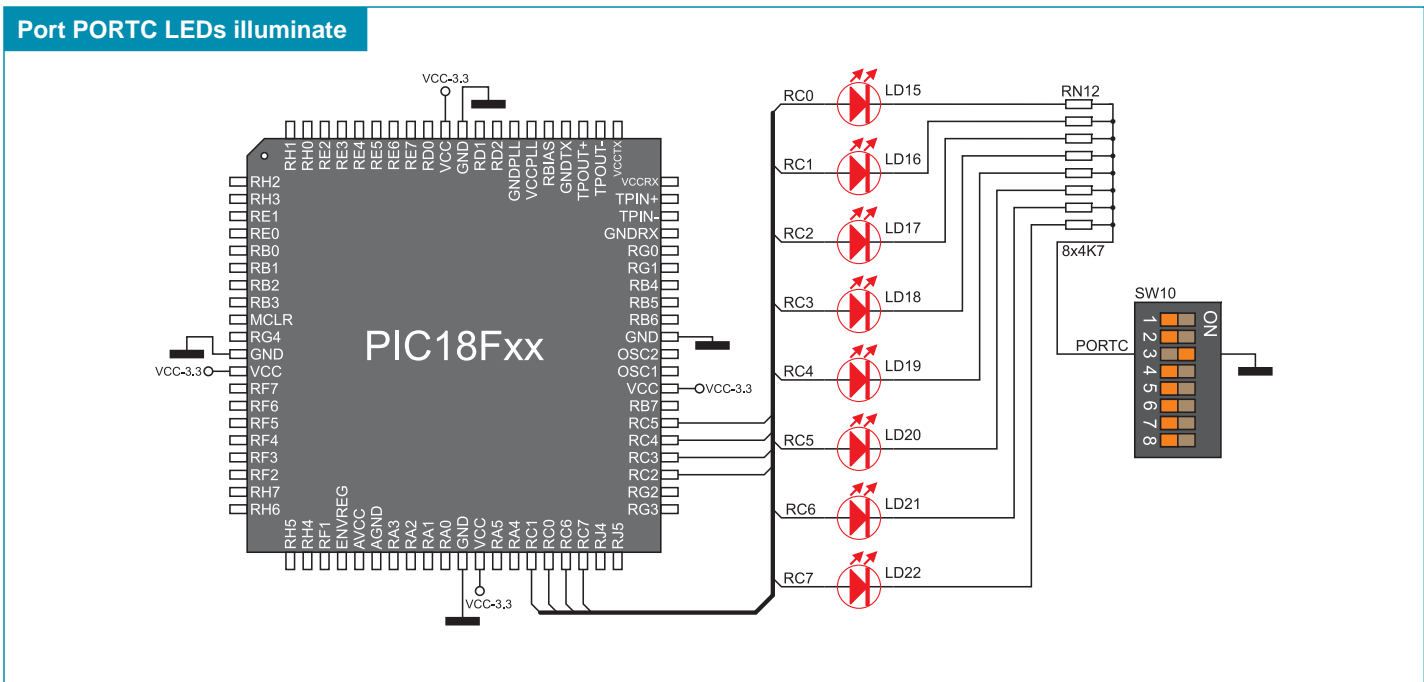 Port PORTC LEDs illuminate
VCC-3.3
RH1
RH0
RE2
RE3
RE4
RE5
RE6
RE7
RD0
VCC
GND
RD1
RD2
GNDPLL
VCCPLL
RBIAS
GNDTX
TPOUT+
TPOUT-
VCCTX
RH2
RH3
RE1
RE0
RB0
RB1
RB2
RB3
MCLR
RG4
GND
VCC
RF7
RF6
RF5
RF4
RF3
RF2
RH7
RH6
VCC-3.3
PIC18Fxx
VCCRX
TPIN+
TPIN-
GNDRX
RG0
RG1
RB4
RB5
RB6
GND
OSC2
OSC1
VCC
RB7
RC5
RC4
RC3
RC2
RG2
RG3
VCC-3.3
RH5
RH4
RF1
ENVREG
AVCC
AGND
RA3
RA2
RA1
RA0
GND
VCC
RA5
RA4
RC1
RC0
RC6
RC7
RJ4
RJ5
VCC-3.3
RC0
LD15
RC1
LD16
RC2
LD17
RC3
LD18
RC4
LD19
RC5
LD20
RC6
LD21
RC7
LD22
RN12
8x4K7
SW10
PORTC
ON
1
2
3
4
5
6
7
8